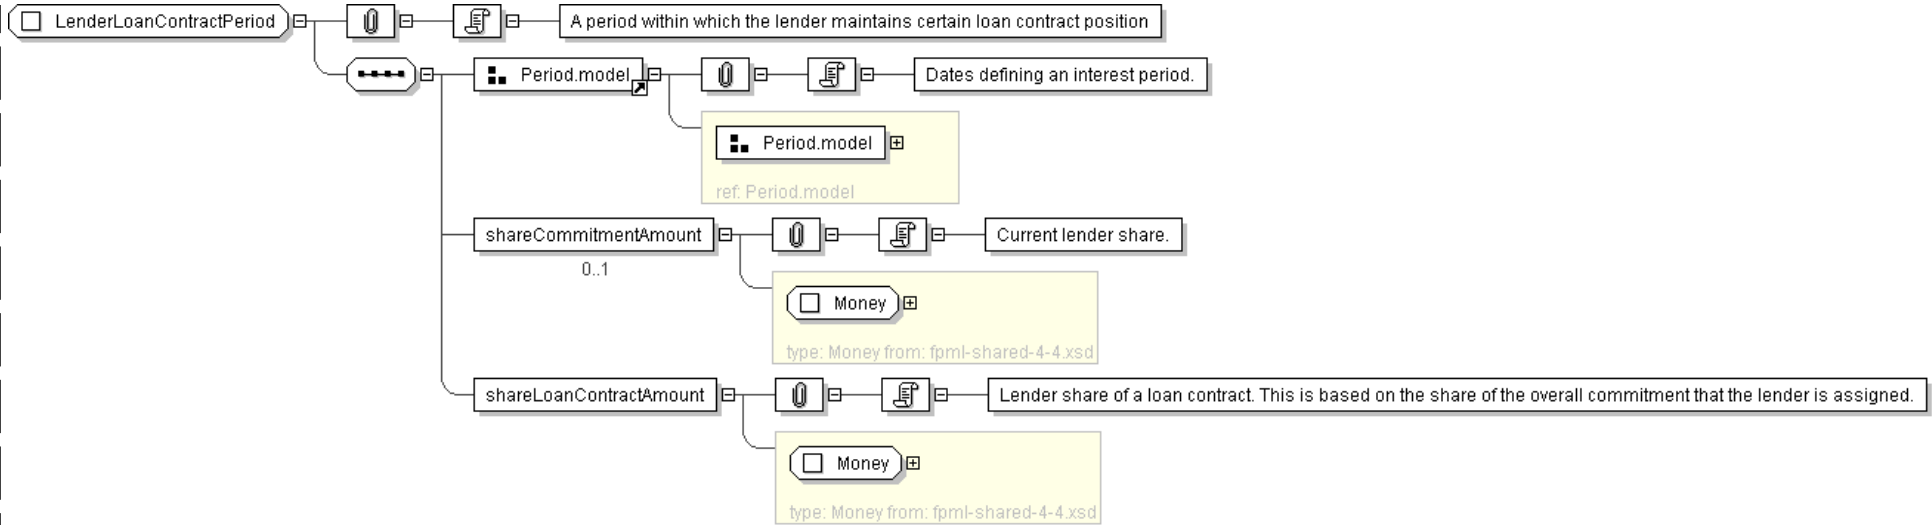 LenderLoanContractPeriod
A period within which the lender maintains certain loan contract position
Period.model
Dates defining an interest period.
Period.model
ref: Period.model
shareCommitmentAmount
Current lender share.
0..1
Money
type: Money from: fpml-shared-4-4.xsd
shareLoanContractAmount
Lender share of a loan contract. This is based on the share of the overall commitment that the lender is assigned.
Money
type: Money from: fpml-shared-4-4.xsd